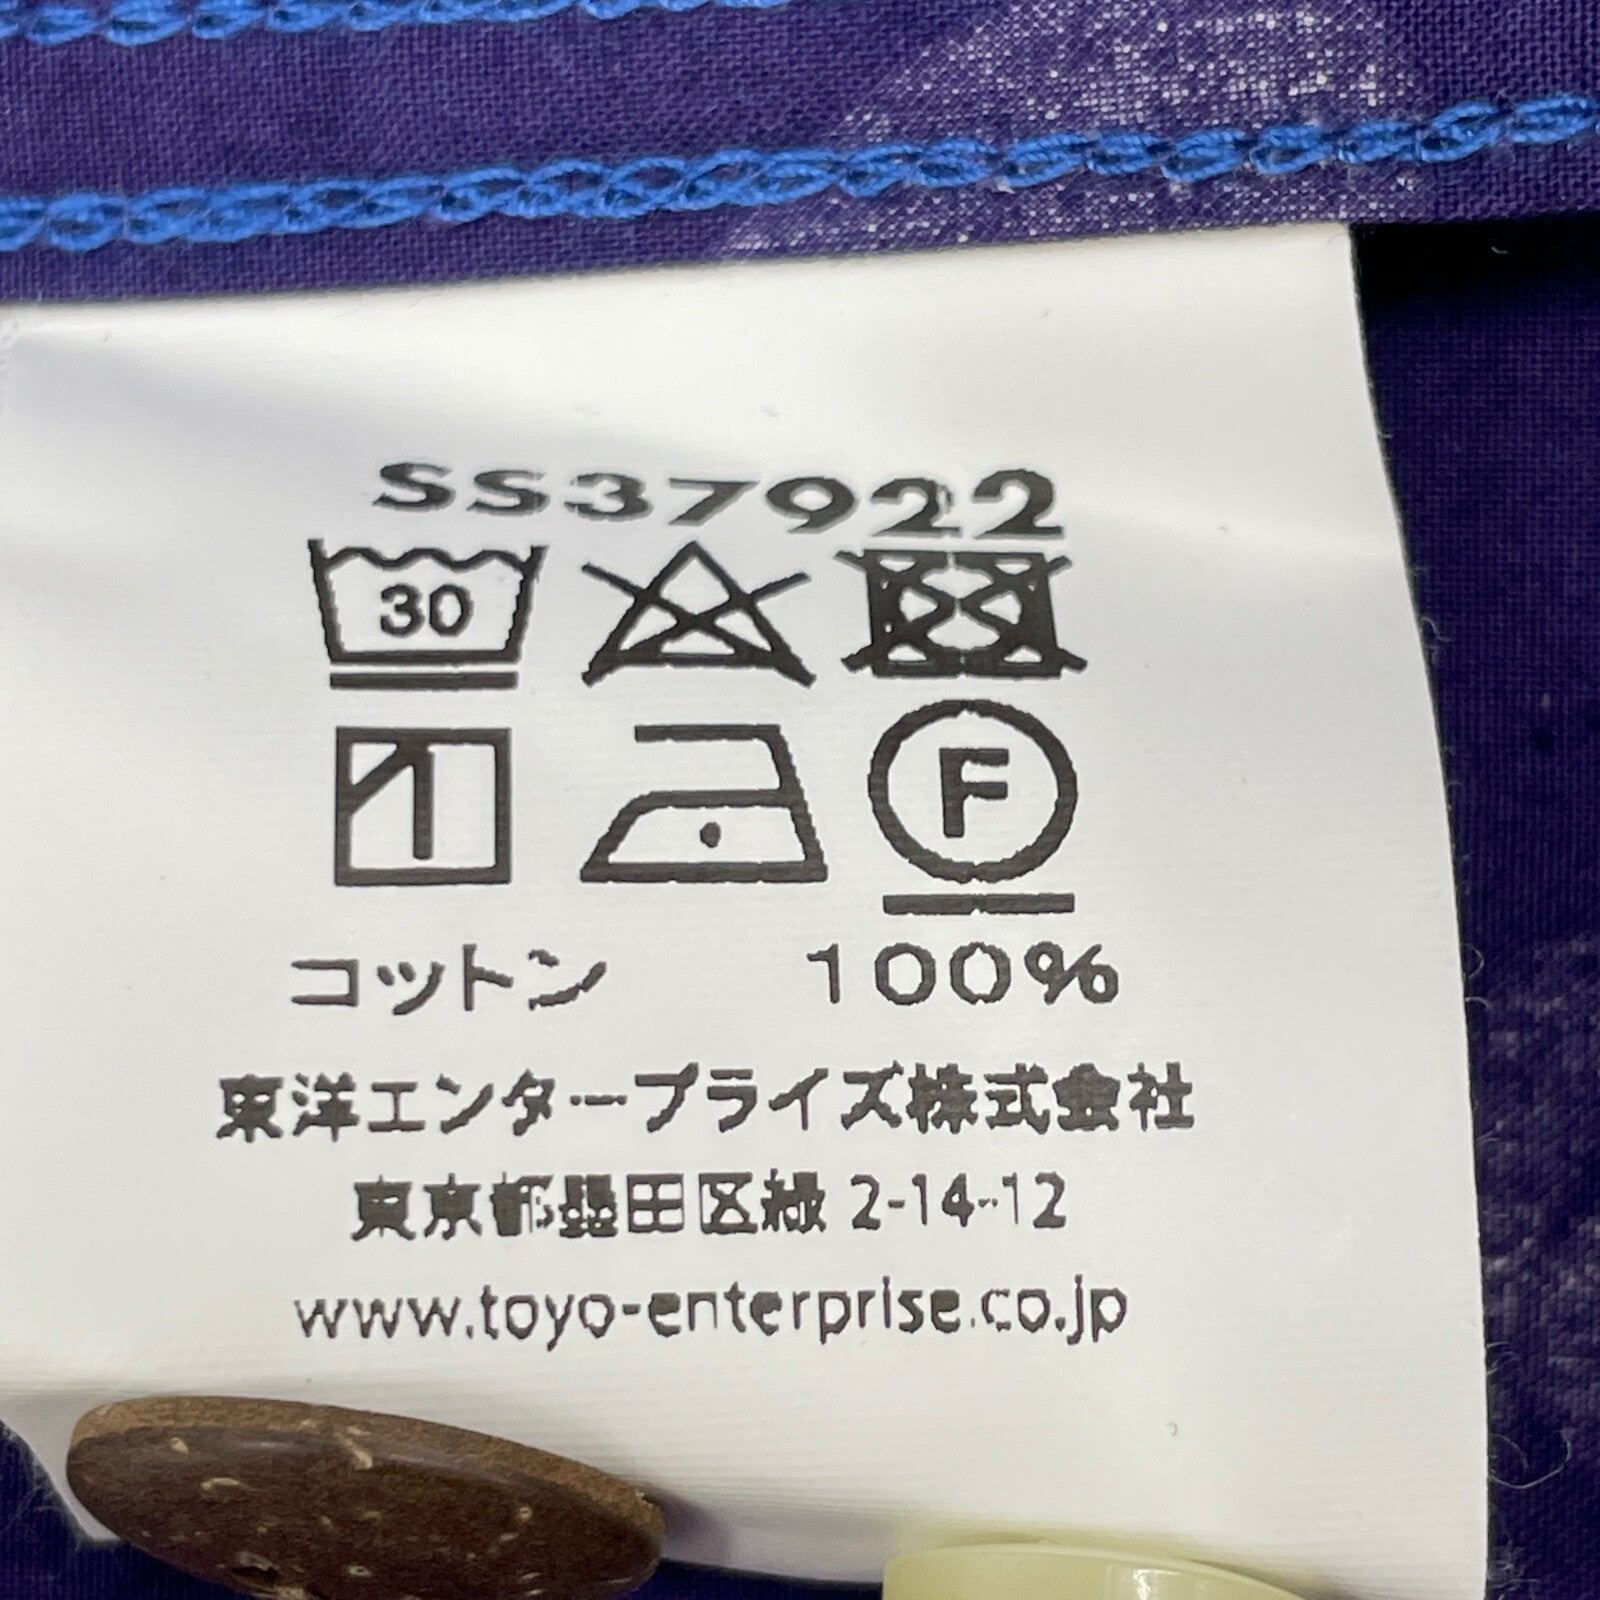 SS37922
30
F
コットン 100%
東洋エンタープライズ株式会社
東京都墨田区緑 2-14-12
www.toyo-enterprise.co.jp